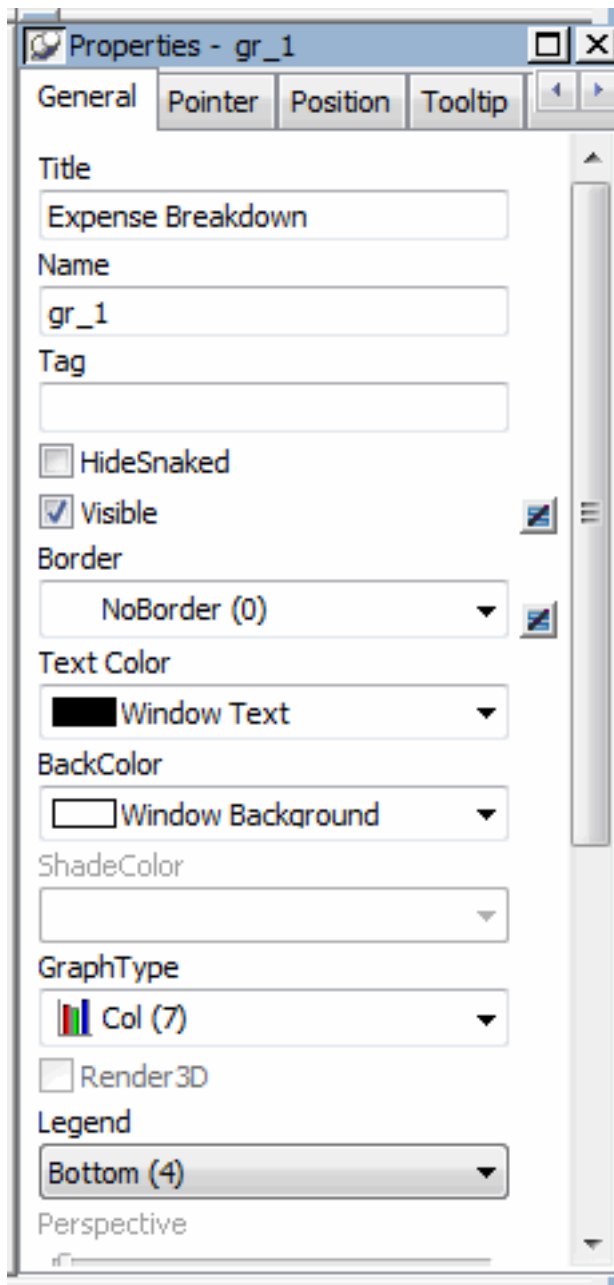 Properties - gr_1
General Pointer Position Tooltip
Title
Expense Breakdown
Name
gr_1
Tag
HideSnaked
Visible
Border
NoBorder (0)
Text Color
Window Text
BackColor
Window Background
ShadeColor
GraphType
Col (7)
Render3D
Legend
Bottom (4)
Perspective